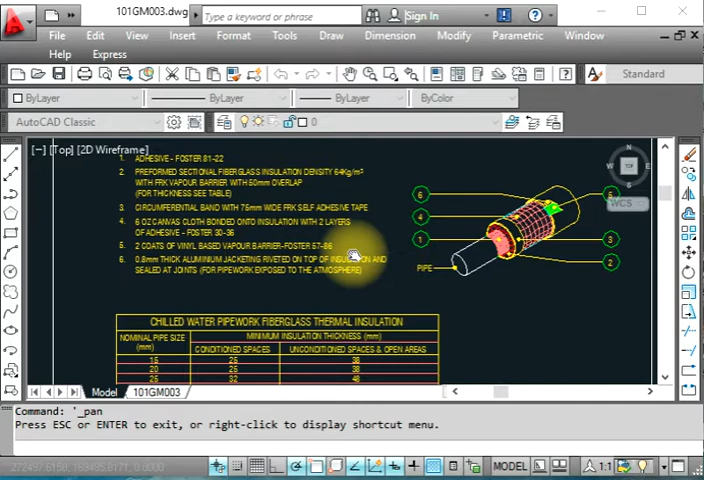 101GM003.dwg
Type a keyword or phrase
Sign In
File Edit View Insert Format Tools Draw Dimension Modify Parametric Window
Help Express
Standard
ByLayer ByLayer ByLayer ByColor
AutoCAD Classic
0
[−] [Top] [2D Wireframe]
1. ADHESIVE - FOSTER 81-22
2 PREFORMED SECTIONAL FIBERGLASS INSULATION DENSITY 64Kg/m³
WITH FRK VAPOUR BARRIER WITH 50mm OVERLAP
(FOR THICKNESS SEE TABLE)
3. CIRCUMFERENTIAL BAND WITH 75mm WIDE FRK SELF ADHESIVE TAPE
4. 6 OZ CANVAS CLOTH BONDED ONTO INSULATION WITH 2 LAYERS
OF ADHESIVE - FOSTER 30-36
5. 2 COATS OF VINYL BASED VAPOUR BARRIER-FOSTER 57-86
6. 0.8mm THICK ALUMINIUM JACKETING RIVETED ON TOP OF INSULATION AND
SEALED AT JOINTS (FOR PIPEWORK EXPOSED TO THE ATMOSPHERE)
6 5
4
1 3
2
PIPE
N
W TOP E
S
WCS
CHILLED WATER PIPEWORK FIBERGLASS THERMAL INSULATION
NOMINAL PIPE SIZE
(mm)
MINIMUM INSULATION THICKNESS (mm)
CONDITIONED SPACES UNCONDITIONED SPACES & OPEN AREAS
15 25 38
20 25 38
25 32 48
Model 101GM003
Command: '_pan
Press ESC or ENTER to exit, or right-click to display shortcut menu.
MODEL 1:1